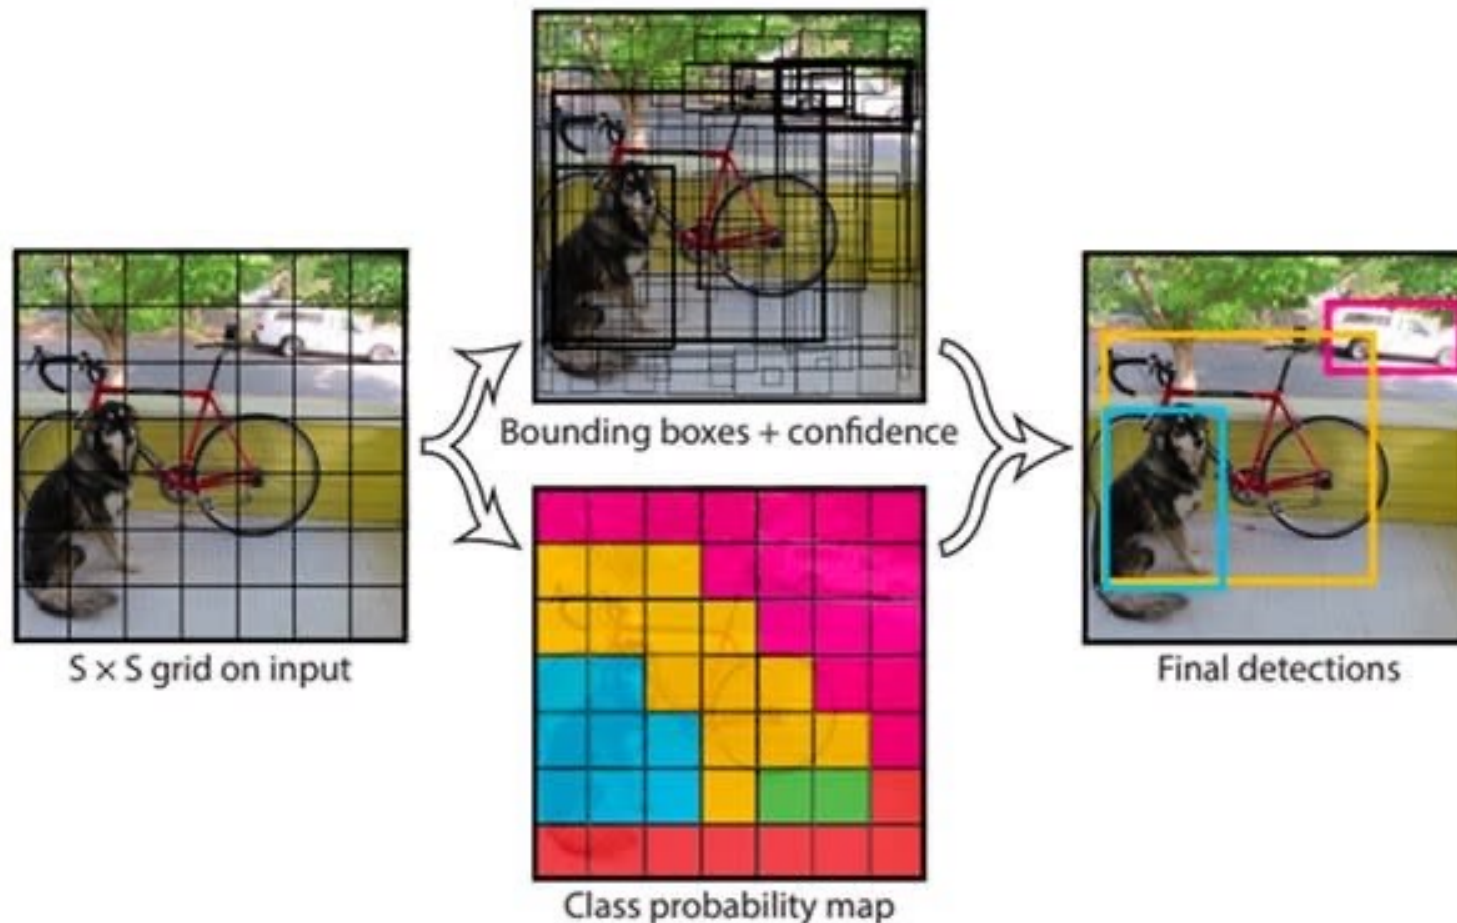 S × S grid on input
Bounding boxes + confidence
Class probability map
Final detections